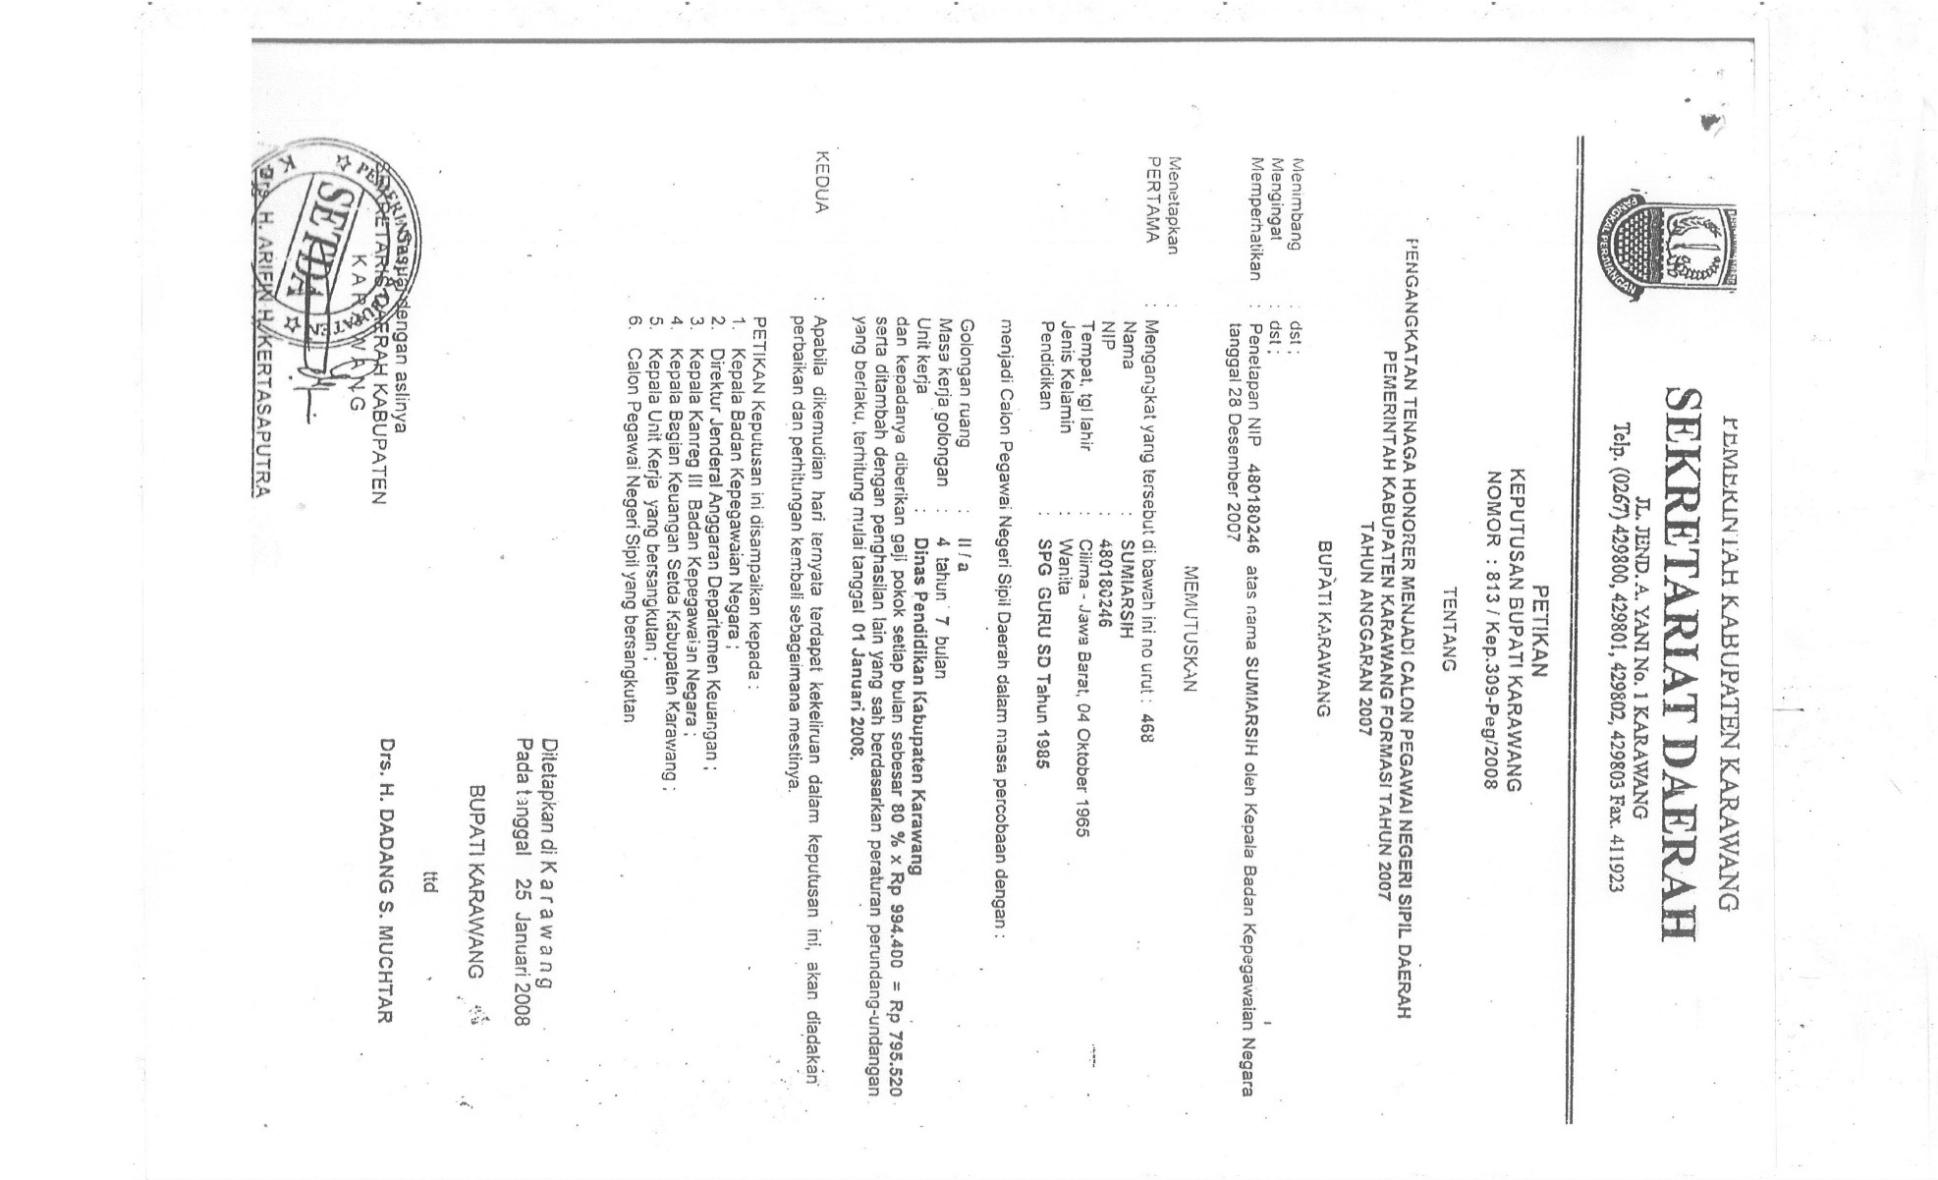 PEMERINTAH KABUPATEN KARAWANG
SEKRETARIAT DAERAH
JL. JEND. A. YANI No. 1 KARAWANG
Telp. (0267) 429800, 429801, 429802, 429803 Fax. 411923
PETIKAN
KEPUTUSAN BUPATI KARAWANG
NOMOR : 813 / Kep.309-Peg/2008
TENTANG
PENGANGKATAN TENAGA HONORER MENJADI CALON PEGAWAI NEGERI SIPIL DAERAH
PEMERINTAH KABUPATEN KARAWANG FORMASI TAHUN 2007
TAHUN ANGGARAN 2007
BUPATI KARAWANG
Menimbang : dst ;
Mengingat : dst ;
Memperhatikan : Penetapan NIP 480180246 atas nama SUMIARSIH oleh Kepala Badan Kepegawaian Negara
tanggal 28 Desember 2007
MEMUTUSKAN
Menetapkan :
PERTAMA : Mengangkat yang tersebut di bawah ini no urut : 468
Nama : SUMIARSIH
NIP : 480180246
Tempat, tgl lahir : Cilima - Jawa Barat, 04 Oktober 1965
Jenis Kelamin : Wanita
Pendidikan : SPG GURU SD Tahun 1985
menjadi Calon Pegawai Negeri Sipil Daerah dalam masa percobaan dengan :
Golongan ruang : II / a
Masa kerja golongan : 4 tahun 7 bulan
Unit kerja : Dinas Pendidikan Kabupaten Karawang
dan kepadanya diberikan gaji pokok setiap bulan sebesar 80 % x Rp 994.400 = Rp 795.520
serta ditambah dengan penghasilan lain yang sah berdasarkan peraturan perundang-undangan
yang berlaku, terhitung mulai tanggal 01 Januari 2008.
KEDUA : Apabila dikemudian hari ternyata terdapat kekeliruan dalam keputusan ini, akan diadakan
perbaikan dan perhitungan kembali sebagaimana mestinya.
PETIKAN Keputusan ini disampaikan kepada :
1. Kepala Badan Kepegawaian Negara ;
2. Direktur Jenderal Anggaran Departemen Keuangan ;
3. Kepala Kanreg III Badan Kepegawaian Negara ;
4. Kepala Bagian Keuangan Setda Kabupaten Karawang ;
5. Kepala Unit Kerja yang bersangkutan ;
6. Calon Pegawai Negeri Sipil yang bersangkutan
Ditetapkan di K a r a w a n g
Pada tanggal 25 Januari 2008
BUPATI KARAWANG
ttd
Drs. H. DADANG S. MUCHTAR
Sesuai dengan aslinya
SEKRETARIS DAERAH KABUPATEN
K A R A W A N G
SETDA
Drs. H. ARIFIN H. KERTASAPUTRA